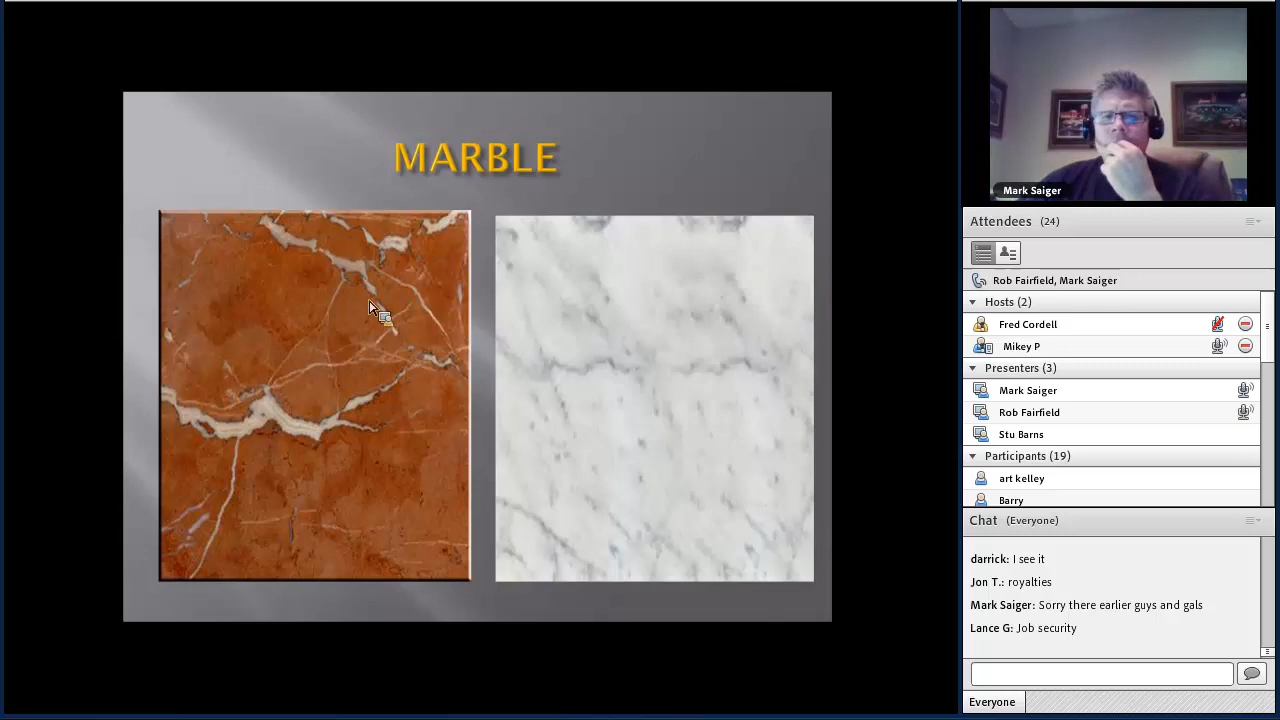 MARBLE
Mark Saiger
Attendees (24)
Rob Fairfield, Mark Saiger
Hosts (2)
Fred Cordell
Mikey P
Presenters (3)
Mark Saiger
Rob Fairfield
Stu Barns
Participants (19)
art kelley
Barry
Chat (Everyone)
darrick: I see it
Jon T.: royalties
Mark Saiger: Sorry there earlier guys and gals
Lance G: Job security
Everyone